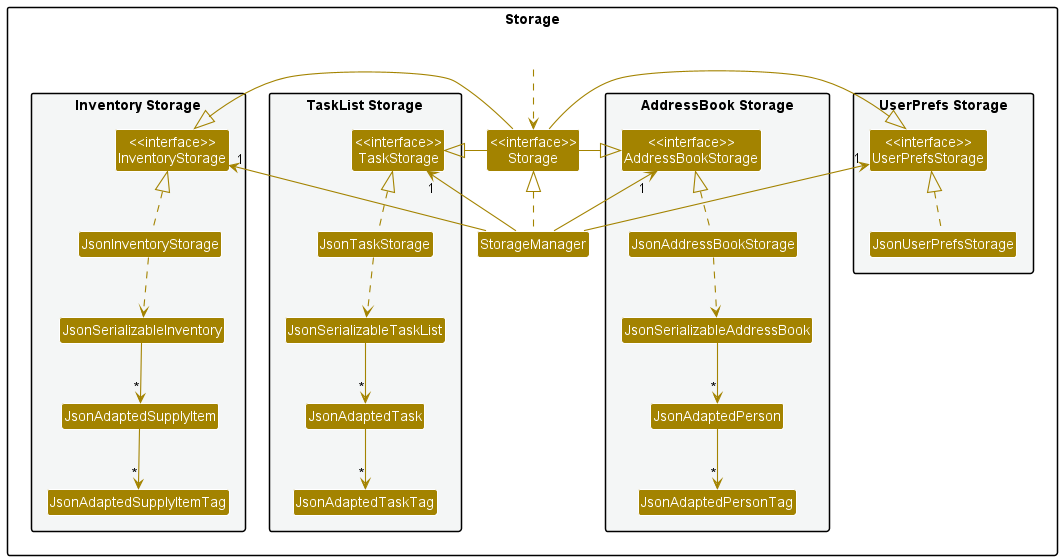 Storage
Inventory Storage
TaskList Storage
AddressBook Storage
UserPrefs Storage
<<interface>>
InventoryStorage
<<interface>>
TaskStorage
<<interface>>
Storage
<<interface>>
AddressBookStorage
<<interface>>
UserPrefsStorage
1
1
1
1
JsonInventoryStorage
JsonTaskStorage
StorageManager
JsonAddressBookStorage
JsonUserPrefsStorage
JsonSerializableInventory
JsonSerializableTaskList
JsonSerializableAddressBook
*
*
*
JsonAdaptedSupplyItem
JsonAdaptedTask
JsonAdaptedPerson
*
*
*
JsonAdaptedSupplyItemTag
JsonAdaptedTaskTag
JsonAdaptedPersonTag